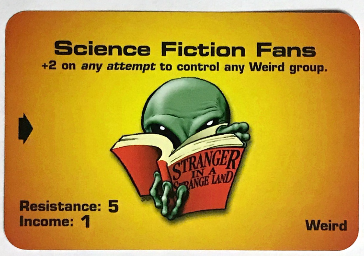 Science Fiction Fans
+2 on any attempt to control any Weird group.
STRANGER
IN A
STRANGE LAND
Resistance: 5
Income: 1
Weird